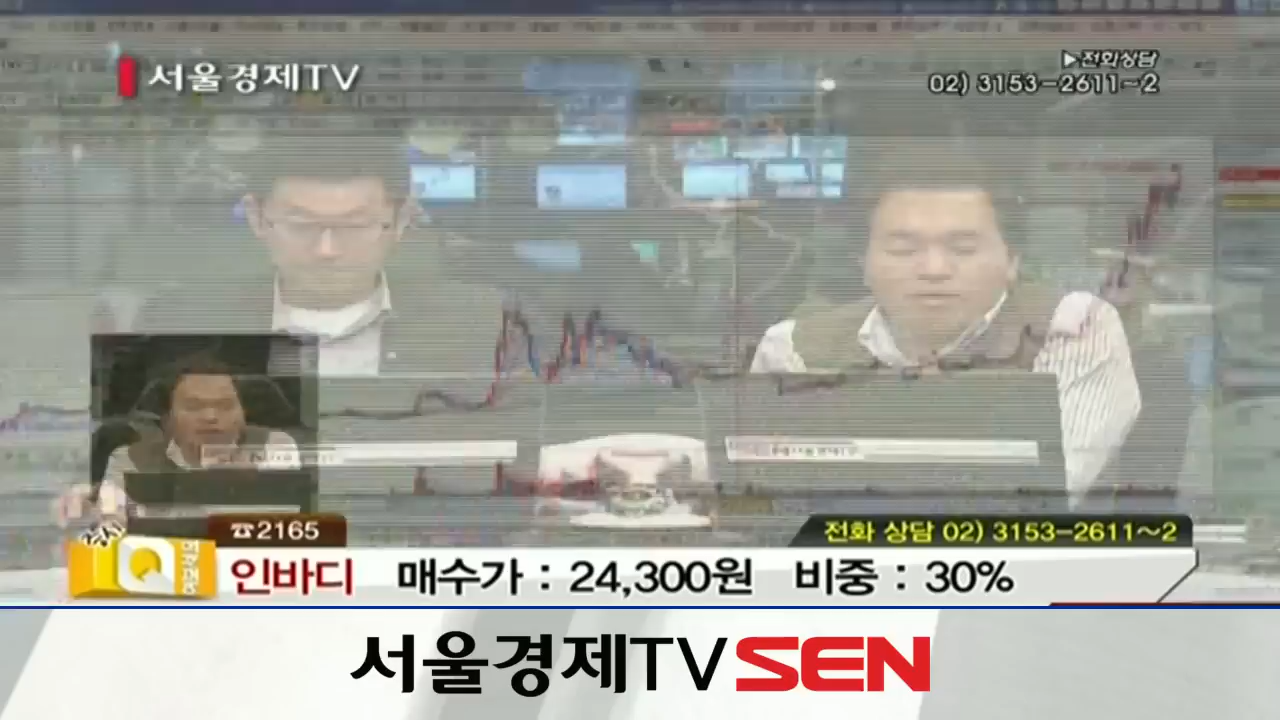 서울경제TV
▶전화상담
02) 3153-2611~2
☎2165
전화 상담 02) 3153-2611~2
Q
인바디 매수가 : 24,300원 비중 : 30%
서울경제TV SEN